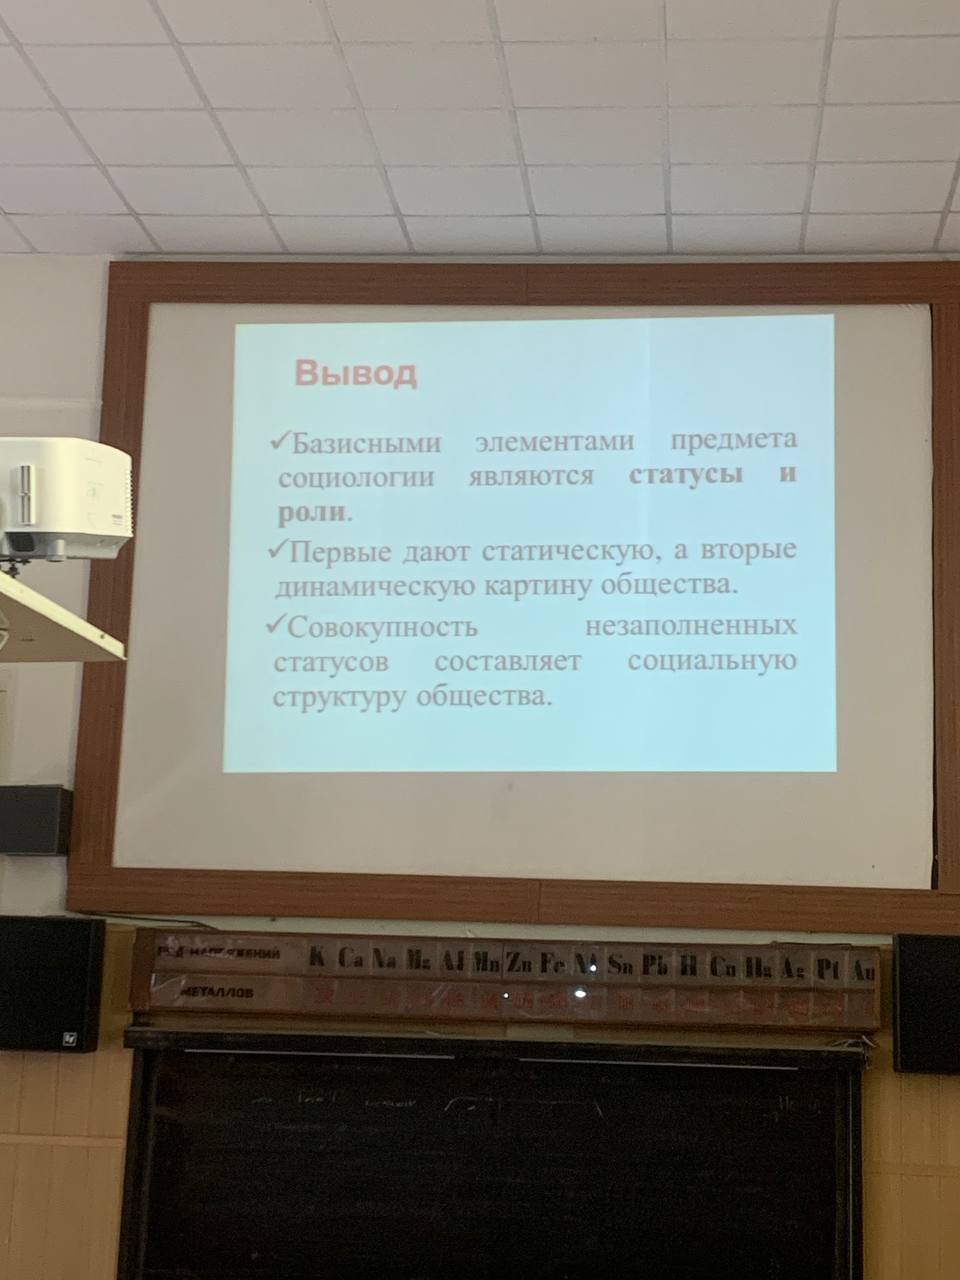 Вывод
✓Базисными элементами предмета
социологии являются статусы и
роли.
✓Первые дают статическую, а вторые
динамическую картину общества.
✓Совокупность незаполненных
статусов составляет социальную
структуру общества.
РЯД НАПРЯЖЕНИЙ K Ca Na Mg Al Mn Zn Fe Ni Sn Pb H Cu Hg Ag Pt Au
МЕТАЛЛОВ
EV